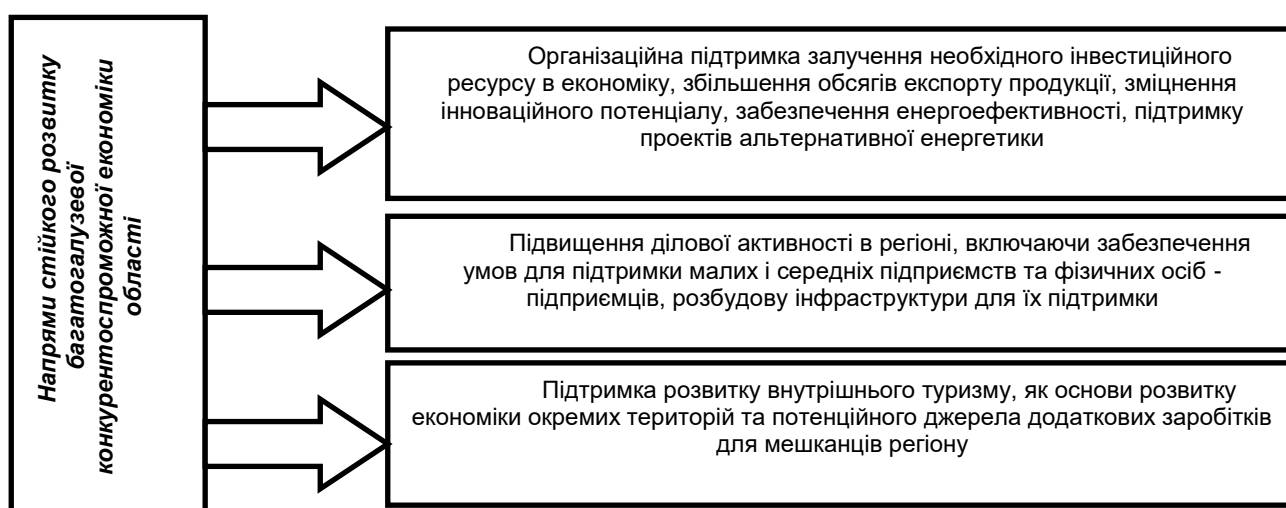 Напрями стійкого розвитку
багатогалузевої
конкурентоспроможної економіки
області
Організаційна підтримка залучення необхідного інвестиційного
ресурсу в економіку, збільшення обсягів експорту продукції, зміцнення
інноваційного потенціалу, забезпечення енергоефективності, підтримку
проектів альтернативної енергетики
Підвищення ділової активності в регіоні, включаючи забезпечення
умов для підтримки малих і середніх підприємств та фізичних осіб -
підприємців, розбудову інфраструктури для їх підтримки
Підтримка розвитку внутрішнього туризму, як основи розвитку
економіки окремих територій та потенційного джерела додаткових заробітків
для мешканців регіону